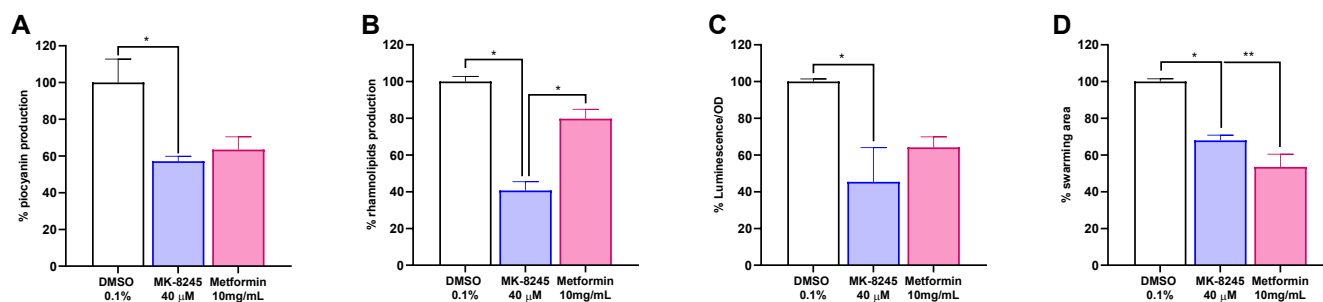 A
% piocyanin production
120
100
80
60
40
20
0
*
DMSO
0.1%
MK-8245
40 µM
Metformin
10mg/mL
B
% rhamnolipids production
120
100
80
60
40
20
0
*
*
DMSO
0.1%
MK-8245
40 µM
Metformin
10mg/mL
C
% Luminescence/OD
120
100
80
60
40
20
0
*
DMSO
0.1%
MK-8245
40 µM
Metformin
10mg/mL
D
% swarming area
120
100
80
60
40
20
0
*
**
DMSO
0.1%
MK-8245
40 µM
Metformin
10mg/mL